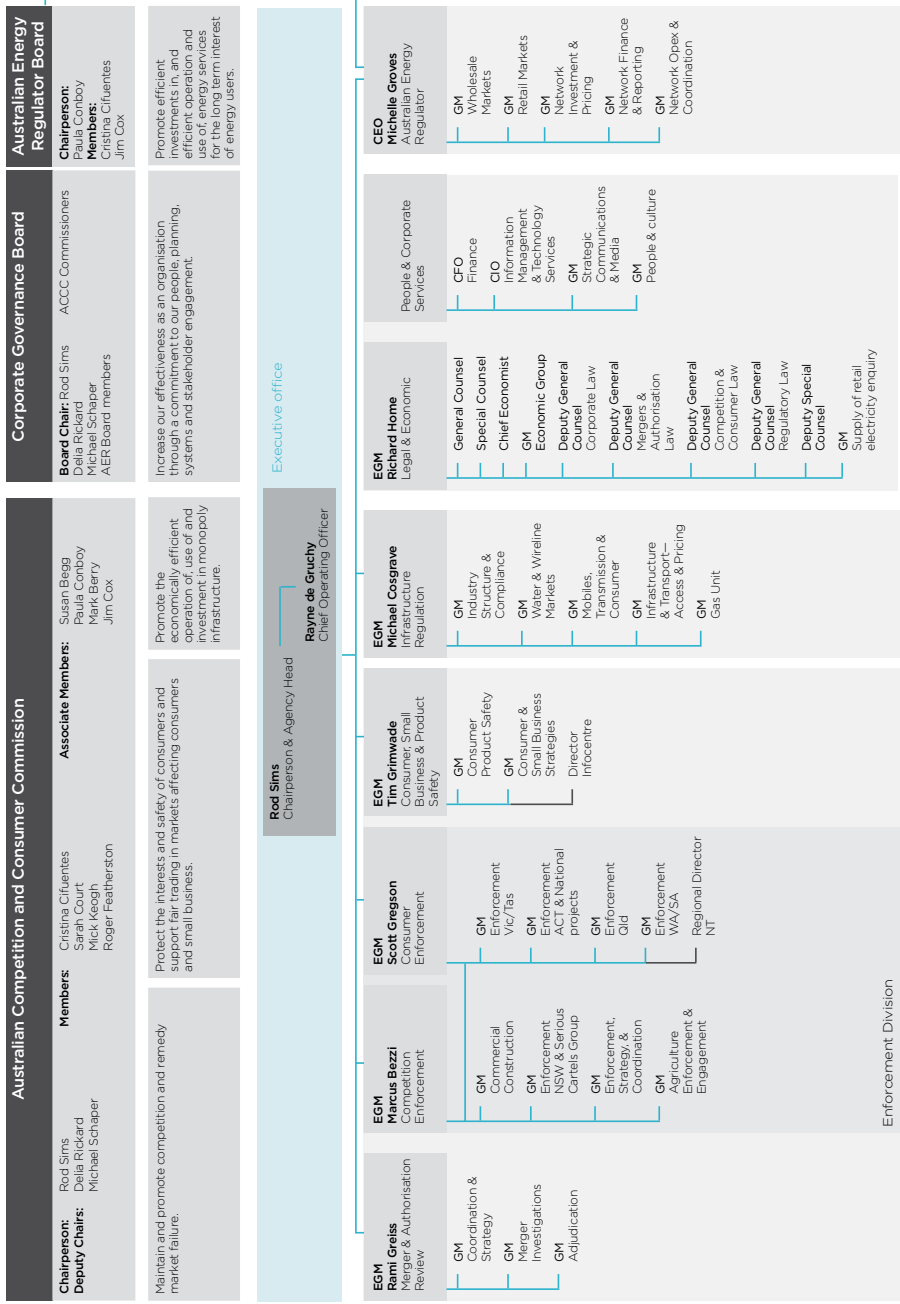 Australian Competition and Consumer Commission
Chairperson:
Deputy Chairs:
Rod Sims
Delia Rickard
Michael Schaper
Members:
Cristina Cifuentes
Sarah Court
Mick Keogh
Roger Featherston
Associate Members:
Susan Begg
Paula Conboy
Mark Berry
Jim Cox
Maintain and promote competition and remedy
market failure.
Protect the interests and safety of consumers and
support fair trading in markets affecting consumers
and small business.
Promote the
economically efficient
operation of, use of and
investment in monopoly
infrastructure.
Corporate Governance Board
Board Chair: Rod Sims
Delia Rickard
Michael Schaper
AER Board members
ACCC Commissioners
Increase our effectiveness as an organisation
through a commitment to our people, planning,
systems and stakeholder engagement.
Australian Energy
Regulator Board
Chairperson:
Paula Conboy
Members:
Cristina Cifuentes
Jim Cox
Promote efficient
investments in, and
efficient operation and
use of, energy services
for the long term interest
of energy users.
Executive office
Rod Sims
Chairperson & Agency Head
Rayne de Gruchy
Chief Operating Officer
EGM
Rami Greiss
Merger & Authorisation
Review
GM
Coordination &
Strategy
GM
Merger
Investigations
GM
Adjudication
EGM
Marcus Bezzi
Competition
Enforcement
GM
Commercial
Construction
GM
Enforcement
NSW & Serious
Cartels Group
GM
Enforcement,
Strategy, &
Coordination
GM
Agriculture
Enforcement &
Engagement
EGM
Scott Gregson
Consumer
Enforcement
GM
Enforcement
Vic/Tas
GM
Enforcement
ACT & National
projects
GM
Enforcement
Qld
GM
Enforcement
WA/SA
Regional Director
NT
Enforcement Division
EGM
Tim Grimwade
Consumer, Small
Business & Product
Safety
GM
Consumer
Product Safety
GM
Consumer &
Small Business
Strategies
Director
Infocentre
EGM
Michael Cosgrave
Infrastructure
Regulation
GM
Industry
Structure &
Compliance
GM
Water & Wireline
Markets
GM
Mobiles,
Transmission &
Consumer
GM
Infrastructure
& Transport—
Access & Pricing
GM
Gas Unit
EGM
Richard Home
Legal & Economic
General Counsel
Special Counsel
Chief Economist
GM
Economic Group
Deputy General
Counsel
Corporate Law
Deputy General
Counsel
Mergers &
Authorisation
Law
Deputy General
Counsel
Competition &
Consumer Law
Deputy General
Counsel
Regulatory Law
Deputy Special
Counsel
GM
Supply of retail
electricity enquiry
People & Corporate
Services
CFO
Finance
CIO
Information
Management
& Technology
Services
GM
Strategic
Communications
& Media
GM
People & culture
CEO
Michelle Groves
Australian Energy
Regulator
GM
Wholesale
Markets
GM
Retail Markets
GM
Network
Investment &
Pricing
GM
Network Finance
& Reporting
GM
Network Opex &
Coordination